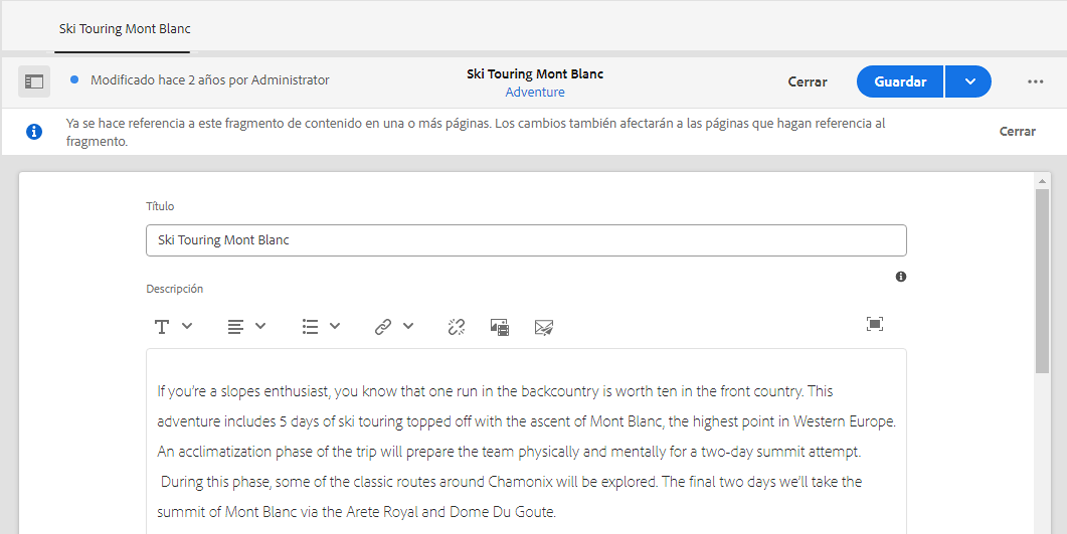 Ski Touring Mont Blanc
Modificado hace 2 años por Administrator
Ski Touring Mont Blanc
Adventure
Cerrar
Guardar
Ya se hace referencia a este fragmento de contenido en una o más páginas. Los cambios también afectarán a las páginas que hagan referencia al
fragmento.
Cerrar
Título
Ski Touring Mont Blanc
Descripción
If you're a slopes enthusiast, you know that one run in the backcountry is worth ten in the front country. This
adventure includes 5 days of ski touring topped off with the ascent of Mont Blanc, the highest point in Western Europe.
An acclimatization phase of the trip will prepare the team physically and mentally for a two-day summit attempt.
During this phase, some of the classic routes around Chamonix will be explored. The final two days we'll take the
summit of Mont Blanc via the Arete Royal and Dome Du Goute.